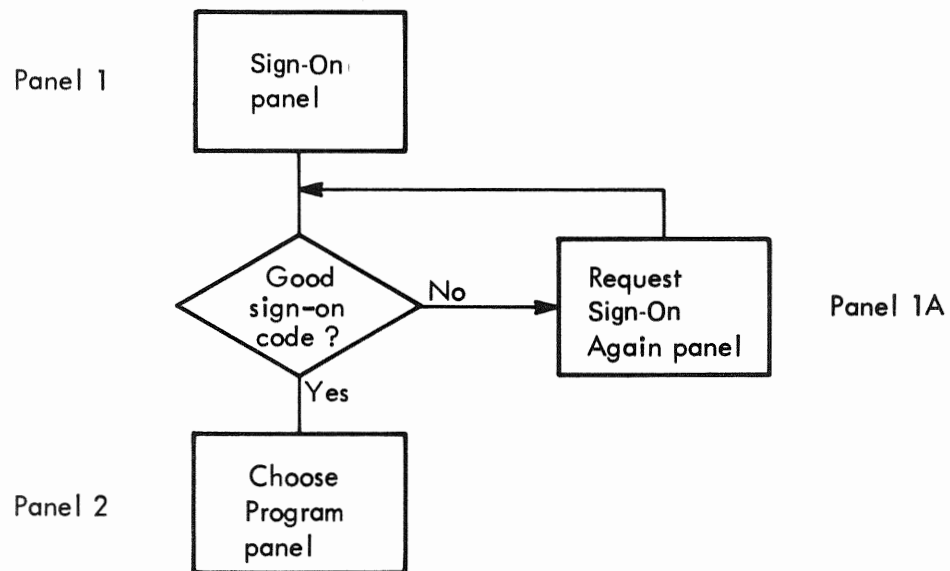 Panel 1
Sign-On
panel
Good
sign-on
code ?
No
Request
Sign-On
Again panel
Panel 1A
Yes
Panel 2
Choose
Program
panel